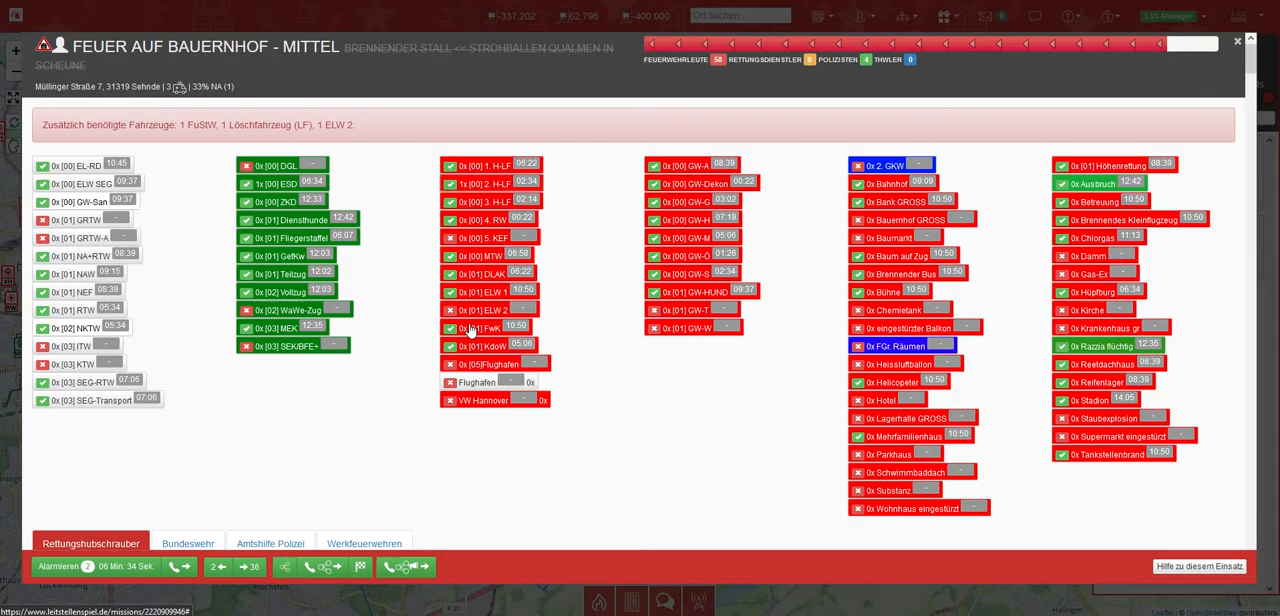 -337.202 62.798 -400.000 Ort suchen... 0 LSS-Manager LSS
FEUER AUF BAUERNHOF - MITTEL BRENNENDER STALL << STROHBALLEN QUALMEN IN SCHEUNE
FEUERWEHRLEUTE 58 RETTUNGSDIENSTLER 0 POLIZISTEN 4 THWLER 0
Müllinger Straße 7, 31319 Sehnde | 3 | 33% NA (1)
Zusätzlich benötigte Fahrzeuge: 1 FuStW, 1 Löschfahrzeug (LF), 1 ELW 2.
0x [00] EL-RD 10:45
0x [00] ELW SEG 09:37
0x [00] GW-San 09:37
0x [01] GRTW -
0x [01] GRTW-A -
0x [01] NA+RTW 08:39
0x [01] NAW 09:15
0x [01] NEF 08:39
0x [01] RTW 05:34
0x [02] NKTW 05:34
0x [03] ITW -
0x [03] KTW -
0x [03] SEG-RTW 07:06
0x [03] SEG-Transport 07:06
0x [00] DGL -
1x [00] ESD 06:34
0x [00] ZKD 12:33
0x [01] Diensthunde 12:42
0x [01] Fliegerstaffel 06:07
0x [01] GefKw 12:03
0x [01] Teilzug 12:02
0x [02] Vollzug 12:03
0x [02] WaWe-Zug -
0x [03] MEK 12:35
0x [03] SEK/BFE+ -
0x [00] 1. H-LF 06:22
1x [00] 2. H-LF 02:34
0x [00] 3. H-LF 02:14
0x [00] 4. RW 00:22
0x [00] 5. KEF -
0x [00] MTW 06:58
0x [01] DLAK 06:22
0x [01] ELW 1 10:50
0x [01] ELW 2 -
0x [01] FwK 10:50
0x [01] KdoW 05:06
0x [05]Flughafen -
Flughafen - 0x
VW Hannover - 0x
0x [00] GW-A 08:39
0x [00] GW-Dekon 00:22
0x [00] GW-G 03:02
0x [00] GW-H 07:19
0x [00] GW-M 05:06
0x [00] GW-Ö 01:26
0x [00] GW-S 02:34
0x [01] GW-HUND 09:37
0x [01] GW-T -
0x [01] GW-W -
0x 2. GKW -
0x Bahnhof 09:09
0x Bank GROSS 10:50
0x Bauernhof GROSS -
0x Baumarkt -
0x Baum auf Zug 10:50
0x Brennender Bus 10:50
0x Bühne 10:50
0x Chemietank -
0x eingestürzter Balkon -
0x FGr. Räumen -
0x Heissluftballon -
0x Helicopeter 10:50
0x Hotel -
0x Lagerhalle GROSS -
0x Mehrfamilienhaus 10:50
0x Parkhaus -
0x Schwimmbaddach -
0x Substanz -
0x Wohnhaus eingestürzt -
0x [01] Höhenrettung 08:39
0x Ausbruch 12:42
0x Betreuung 10:50
0x Brennendes Kleinflugzeug 10:50
0x Chlorgas 11:13
0x Damm -
0x Gas-Ex -
0x Hüpfburg 06:34
0x Kirche -
0x Krankenhaus gr -
0x Razzia flüchtig 12:35
0x Reetdachhaus 08:39
0x Reifenlager 08:39
0x Stadion 14:05
0x Staubexplosion -
0x Supermarkt eingestürzt -
0x Tankstellenbrand 10:50
Rettungshubschrauber Bundeswehr Amtshilfe Polizei Werkfeuerwehren
Alarmieren 2 06 Min. 34 Sek. 2 36 Hilfe zu diesem Einsatz
https://www.leitstellenspiel.de/missions/2220909946#
Leaflet | © OpenStreetMap contributors